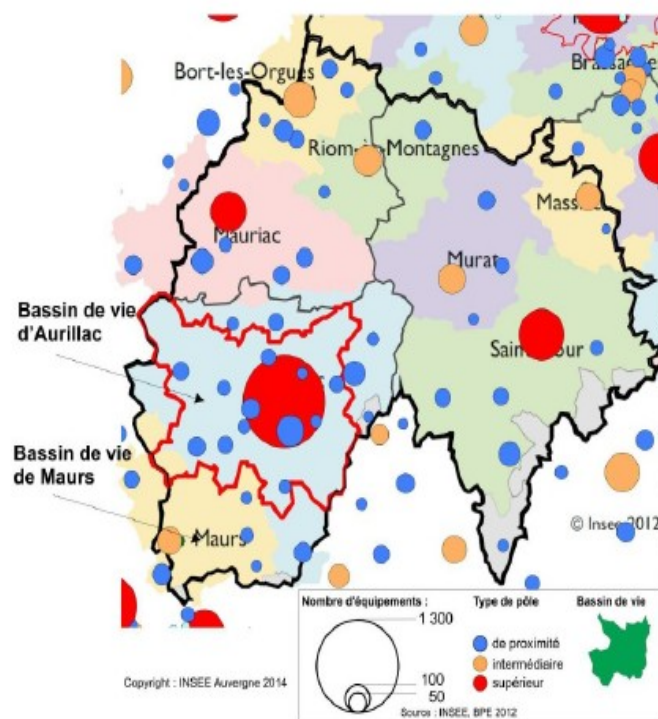 Bort-les-Orgues
Riom-ès-Montagnes
Mauriac
Murat
Bassin de vie
d'Aurillac
Bassin de vie
de Maurs
Maurs
© Insee 2012
Nombre d'équipements :
Type de pôle
Bassin de vie
1 300
100
50
de proximité
intermédiaire
supérieur
Copyright : INSEE Auvergne 2014
Source : INSEE, BPE 2012